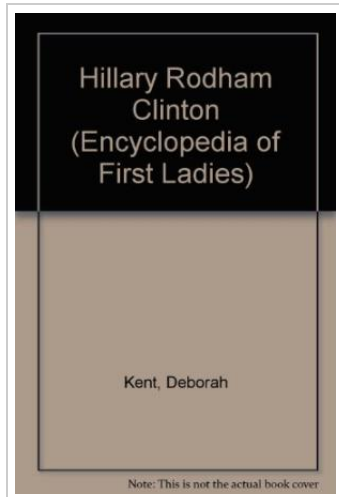 Hillary Rodham
Clinton
(Encyclopedia of
First Ladies)
Kent, Deborah
Note: This is not the actual book cover